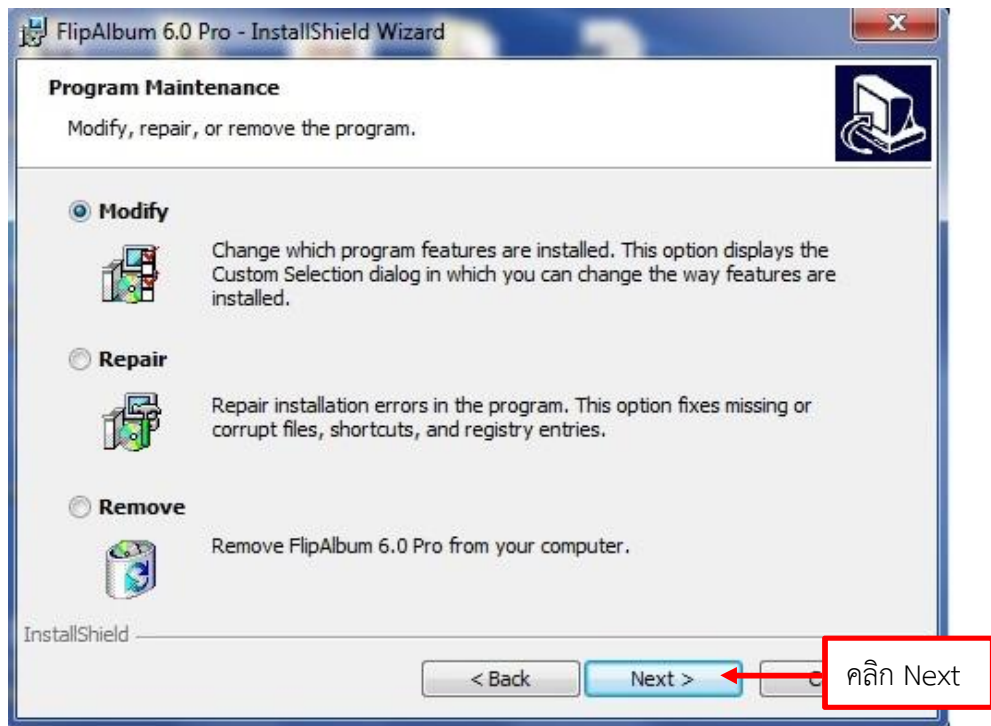 FlipAlbum 6.0 Pro - InstallShield Wizard
Program Maintenance
Modify, repair, or remove the program.
Modify
Change which program features are installed. This option displays the
Custom Selection dialog in which you can change the way features are
installed.
Repair
Repair installation errors in the program. This option fixes missing or
corrupt files, shortcuts, and registry entries.
Remove
Remove FlipAlbum 6.0 Pro from your computer.
InstallShield
< Back
Next >
คลิก Next